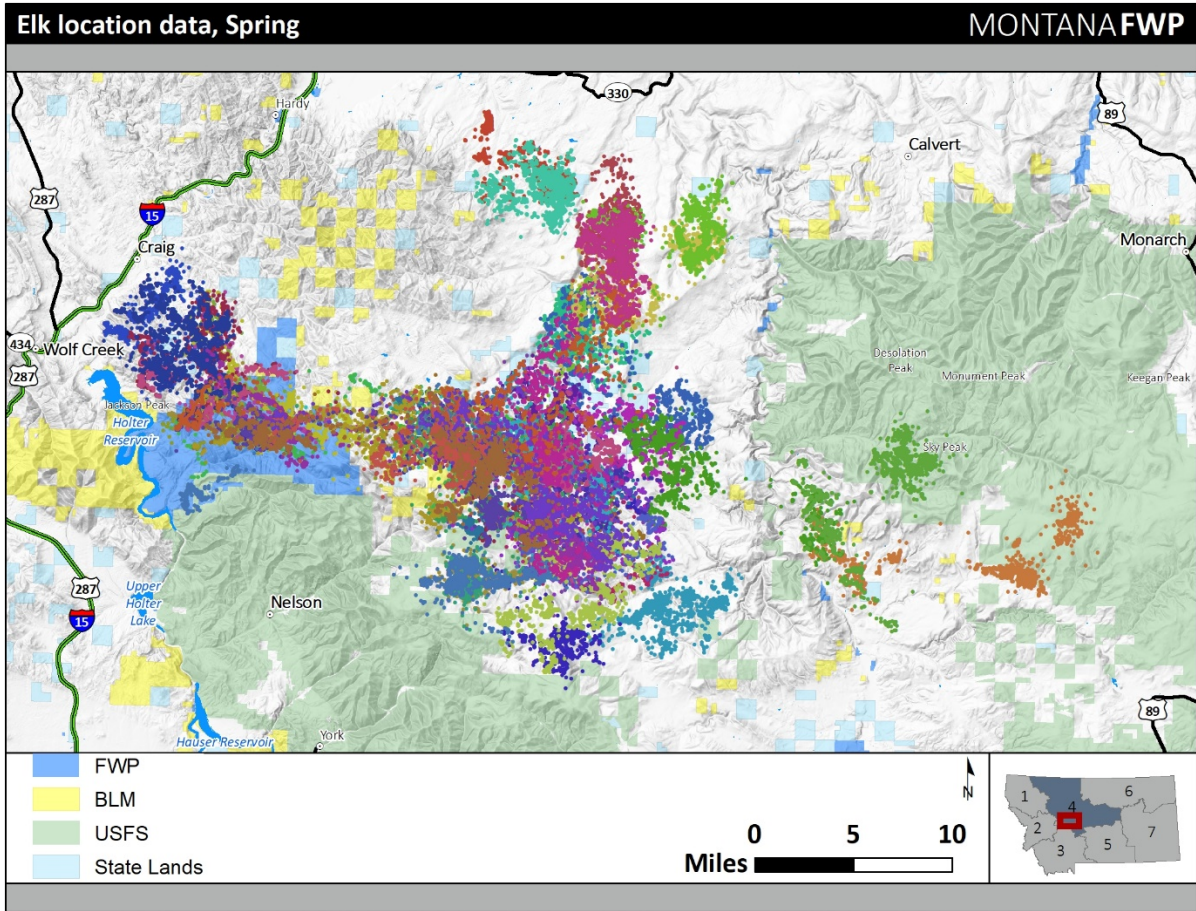 Elk location data, Spring
MONTANA FWP
330
Hardy
89
Calvert
287
15
Craig
Monarch
434
Wolf Creek
287
Desolation
Peak
Monument Peak
Keegan Peak
Jackson Peak
Holter
Reservoir
Sky Peak
Upper
Holter
Lake
287
15
Nelson
89
Hauser Reservoir
York
FWP
BLM
USFS
State Lands
N
0 5 10
Miles
1
2
3
4
5
6
7